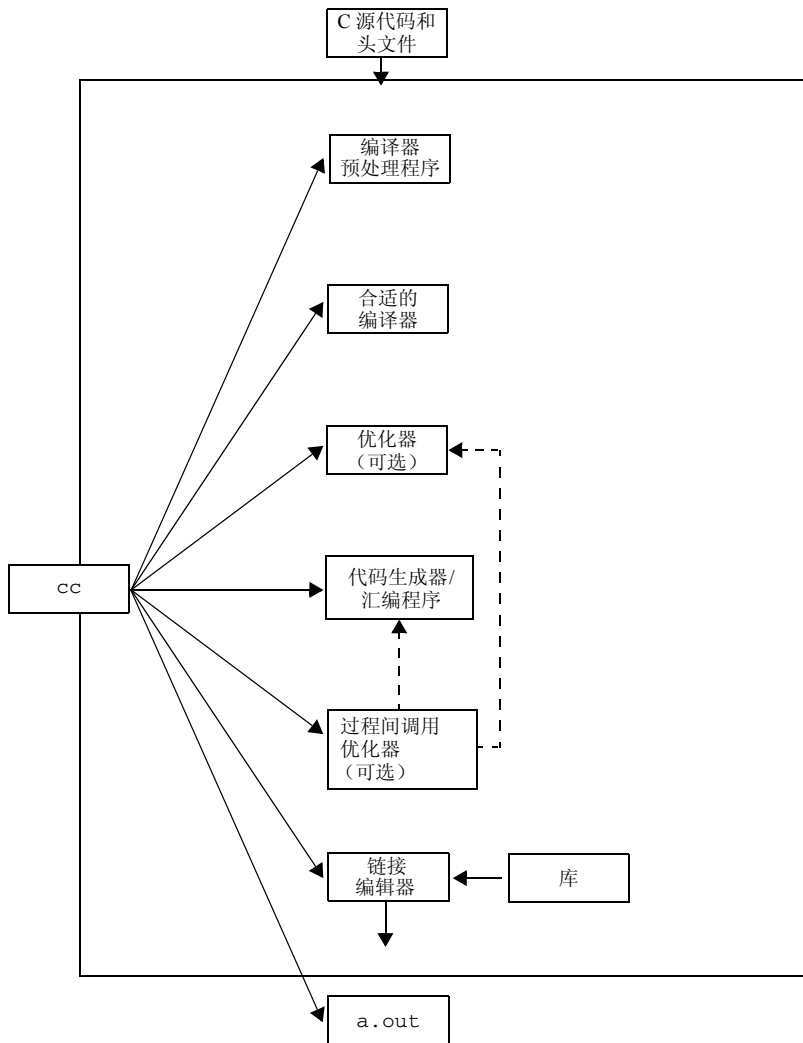 C 源代码和
头文件
编译器
预处理程序
合适的
编译器
优化器
（可选）
cc
代码生成器/
汇编程序
过程间调用
优化器
（可选）
链接
编辑器
库
a.out